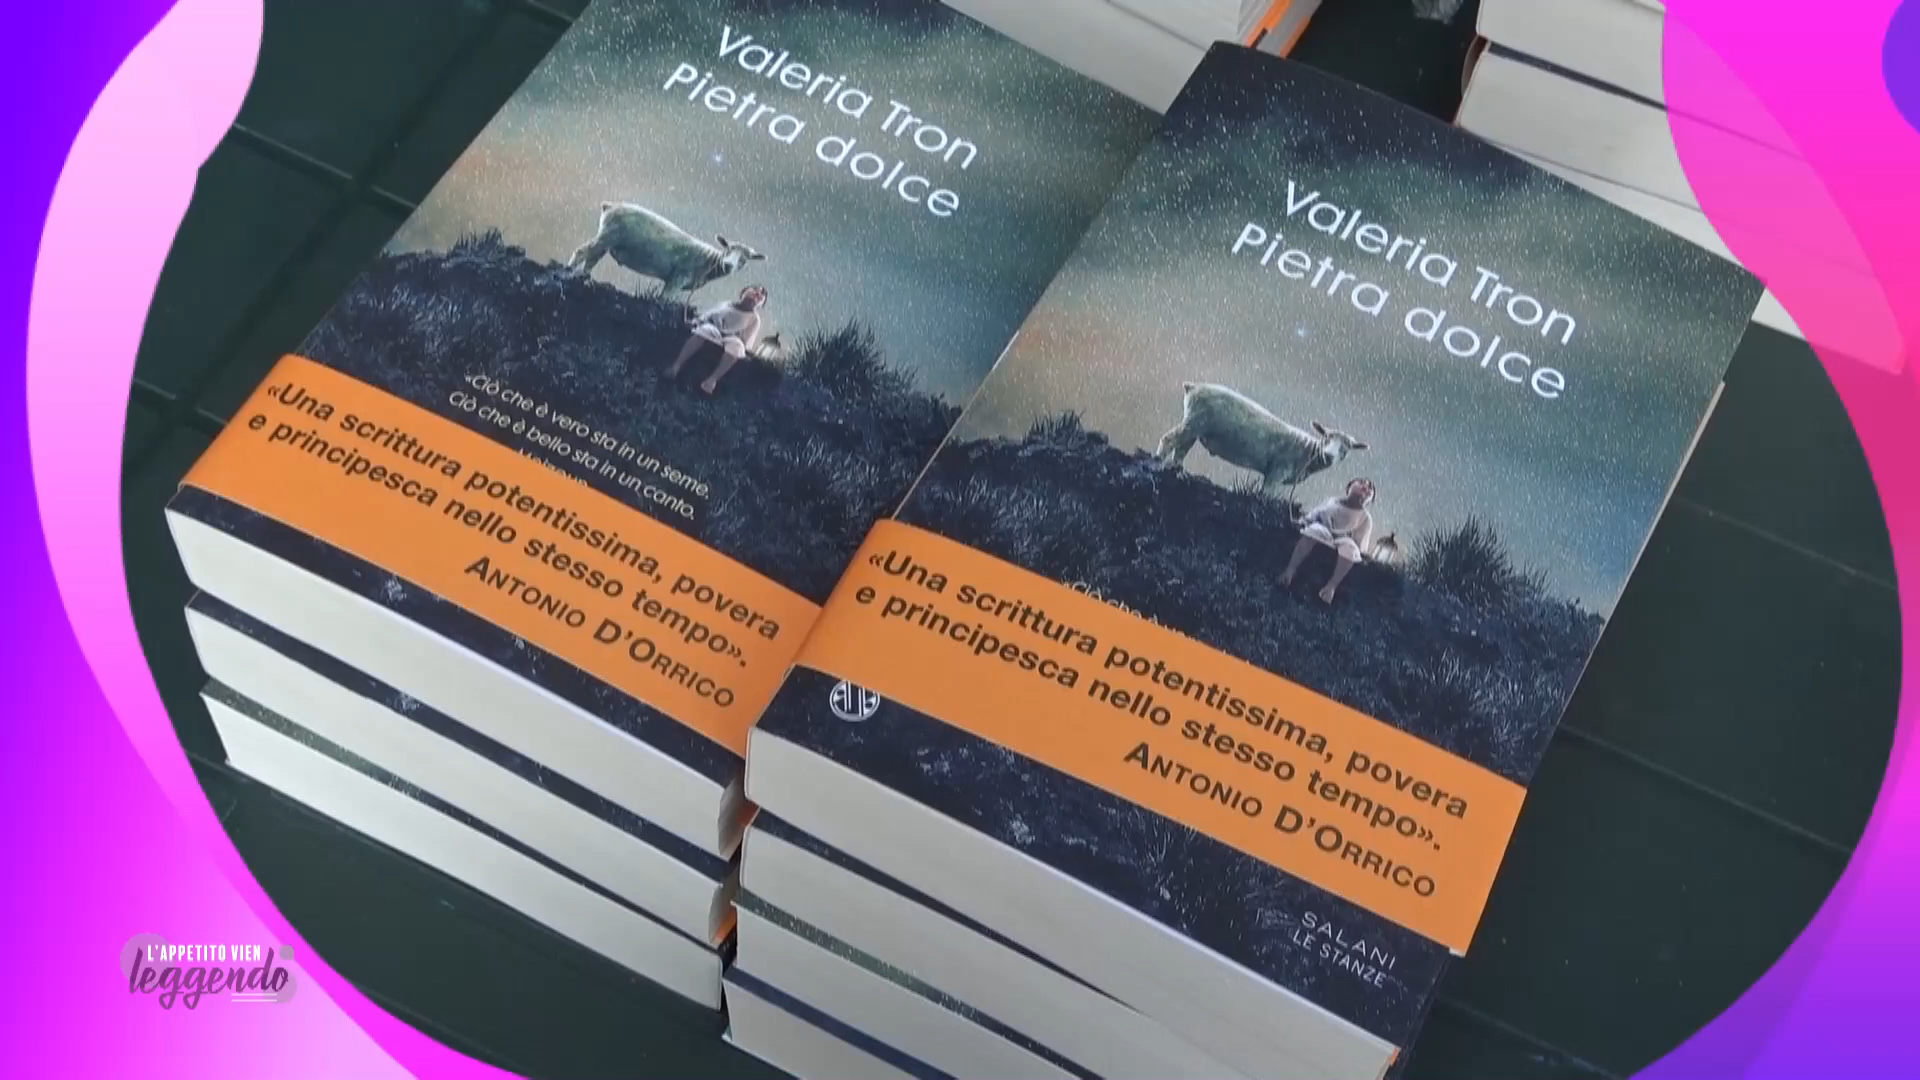 Valeria Tron
Pietra dolce
«Ciò che è vero sta in un seme.
Ciò che è bello sta in un canto.
«Una scrittura potentissima, povera
e principesca nello stesso tempo».
ANTONIO D'ORRICO
Valeria Tron
Pietra dolce
«Ciò che
«Una scrittura potentissima, povera
e principesca nello stesso tempo».
ANTONIO D'ORRICO
SALANI
LE STANZE
L'APPETITO VIEN
leggendo